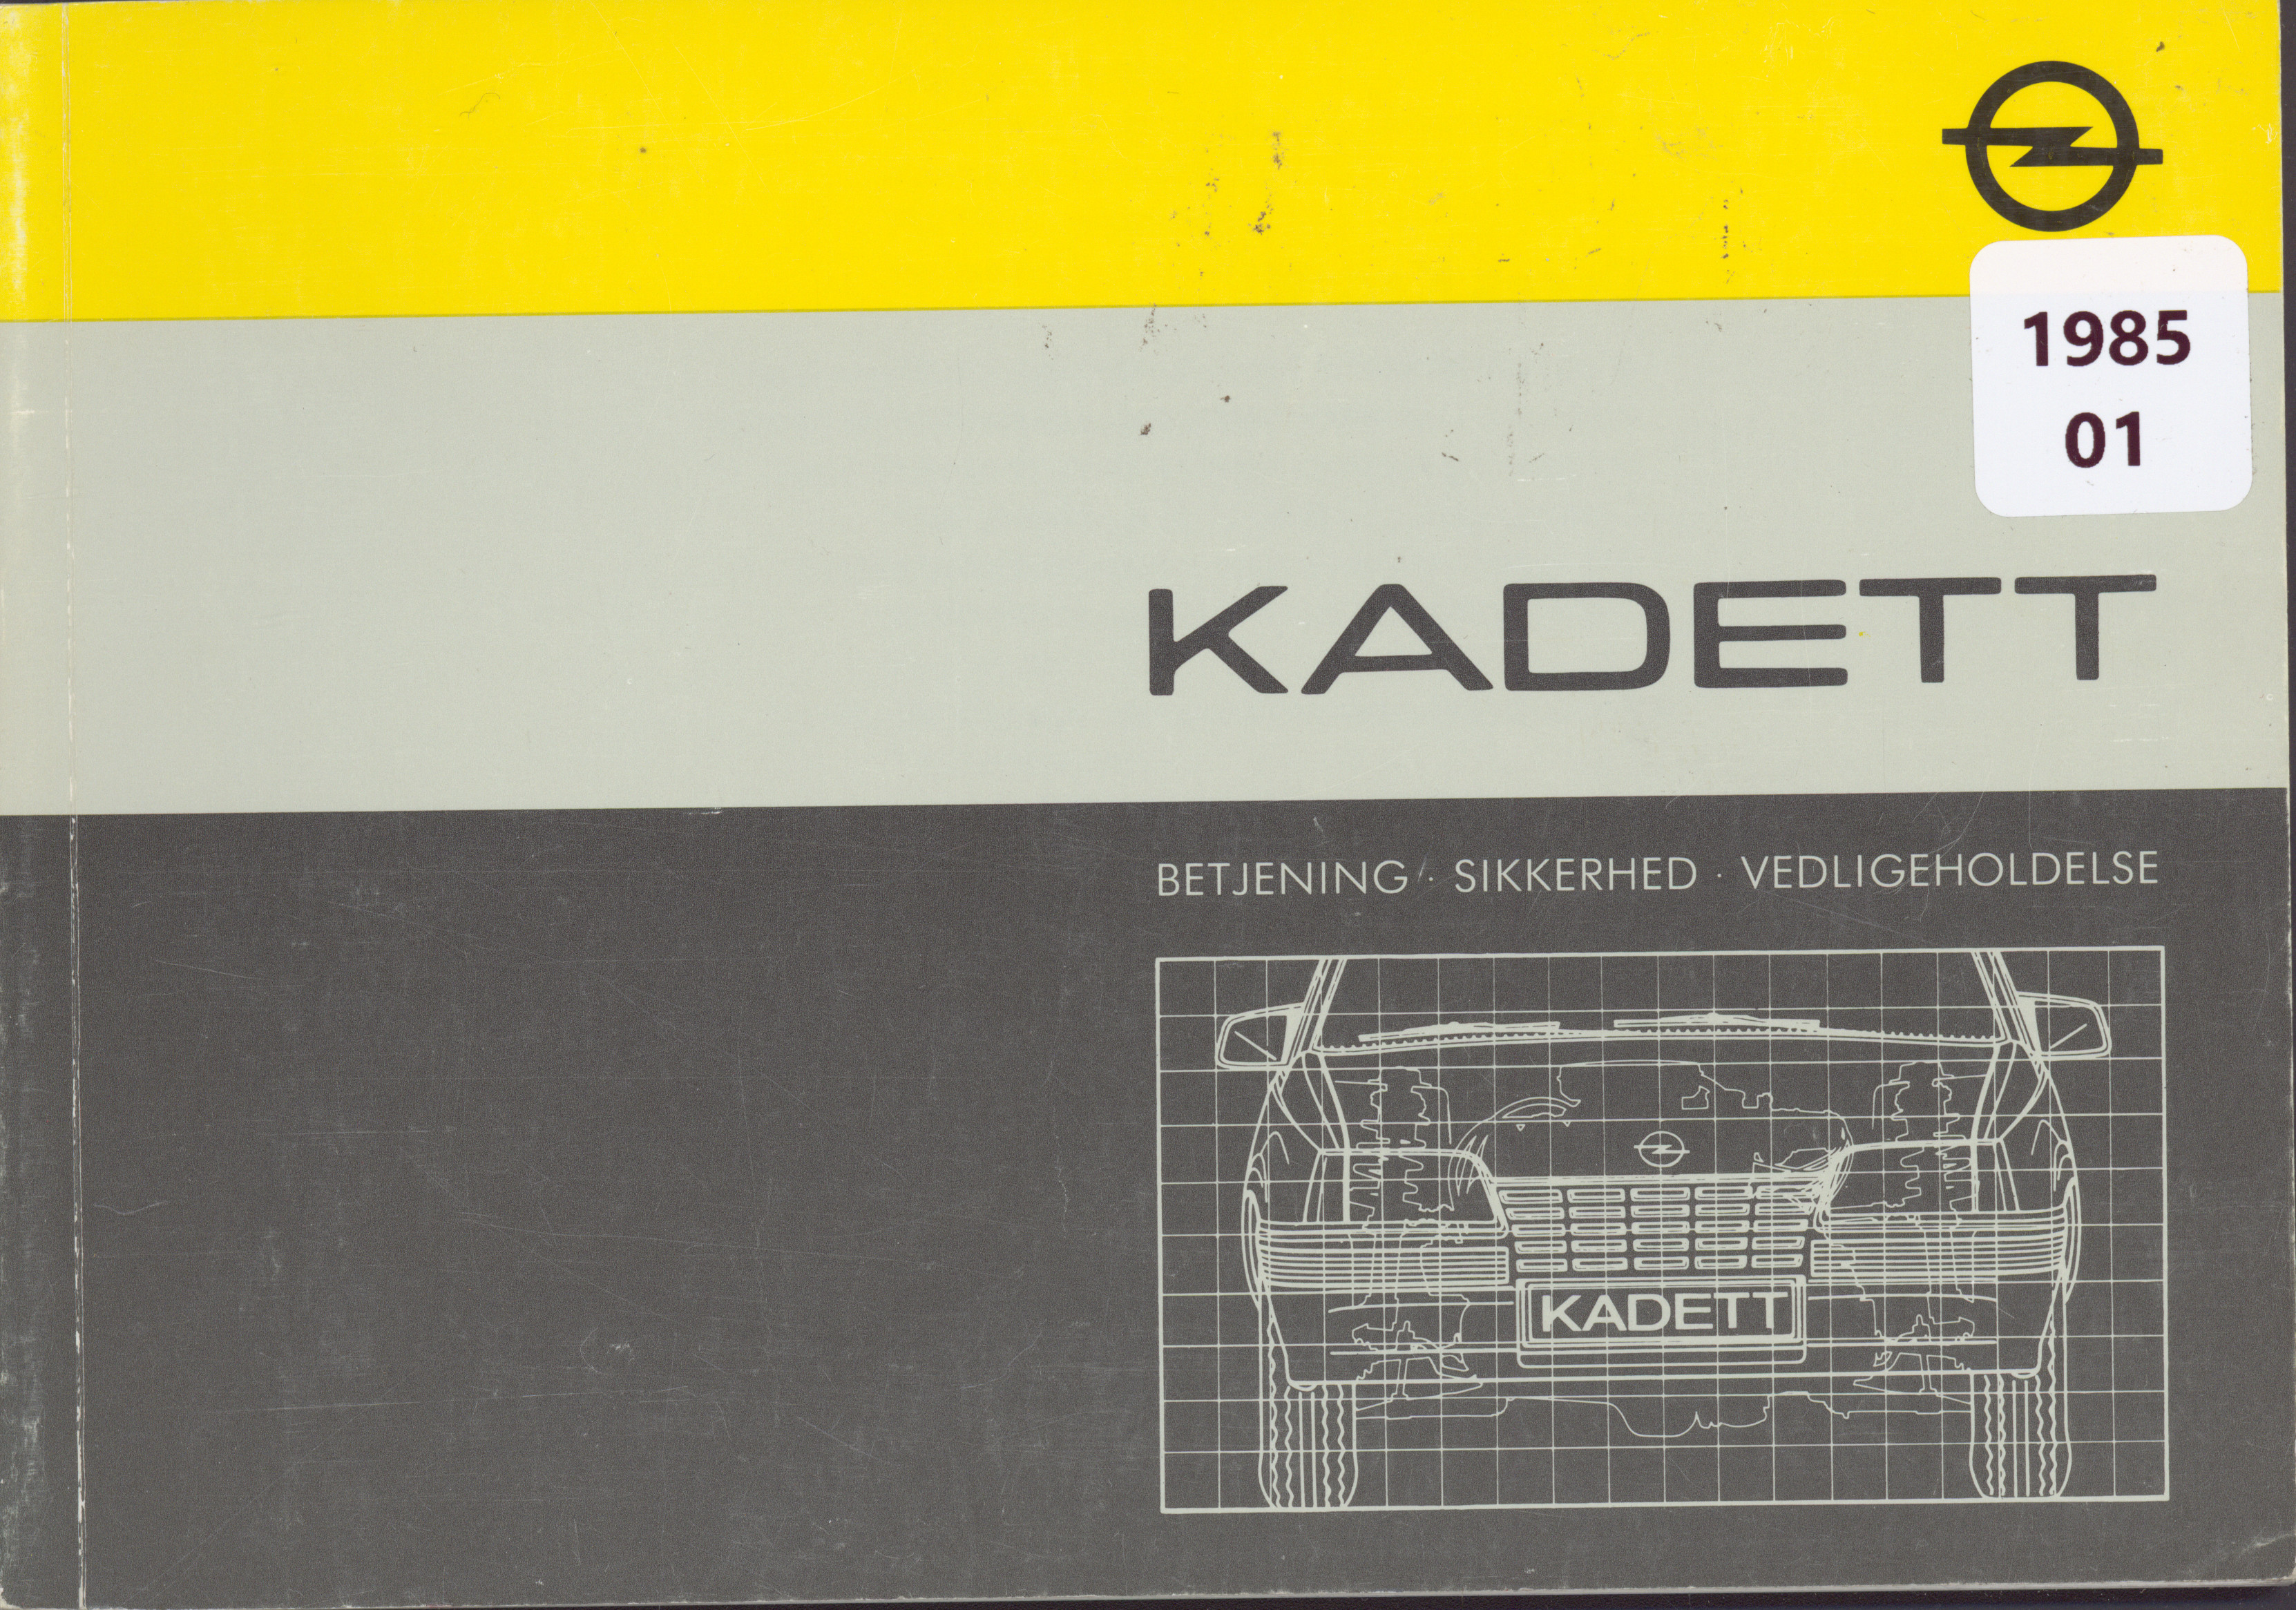 1985
01
KADETT
BETJENING · SIKKERHED · VEDLIGEHOLDELSE
KADETT